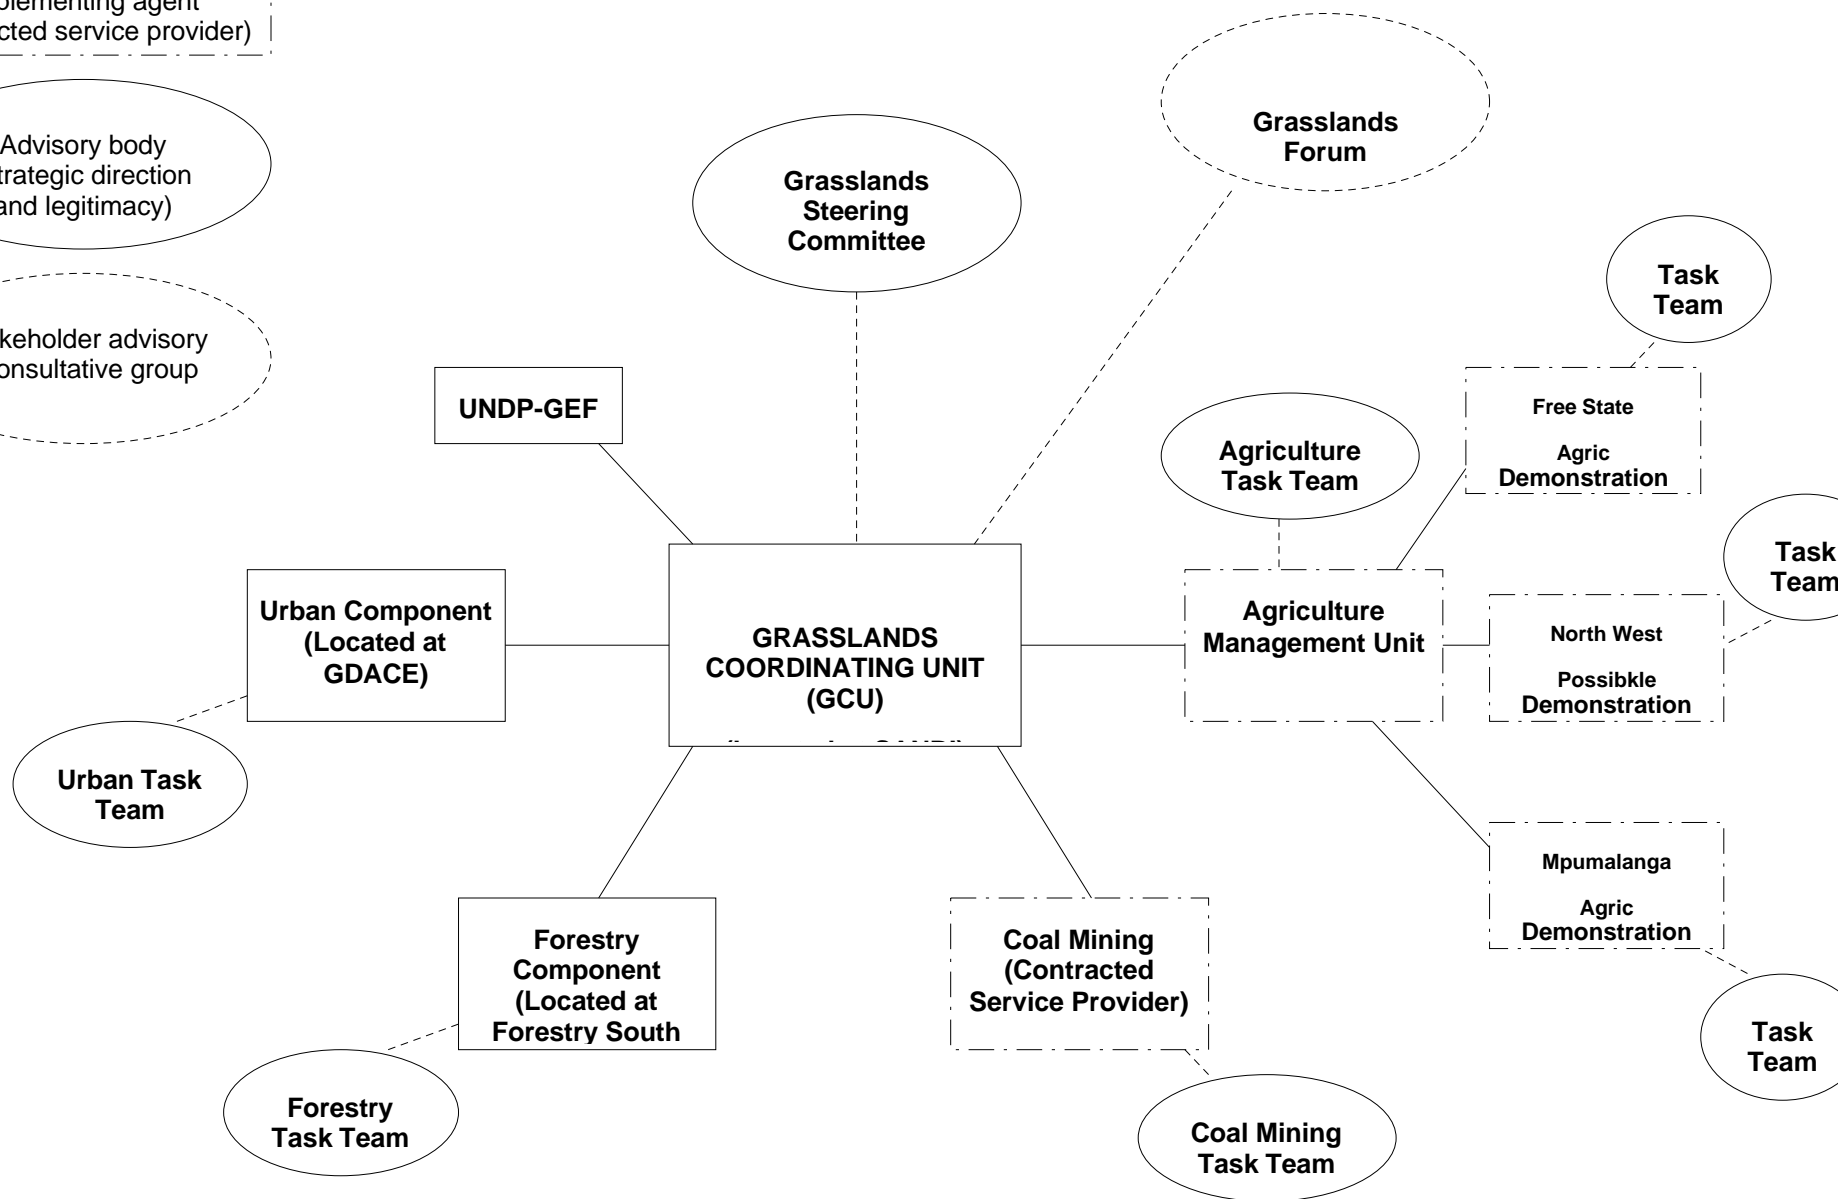 cted service provider)
Advisory body
trategic direction
and legitimacy)
keholder advisory
onsultative group
Grasslands
Forum
Grasslands
Steering
Committee
Task
Team
UNDP-GEF
Free State
Agric
Demonstration
Agriculture
Task Team
Task
Team
Urban Component
(Located at
GDACE)
GRASSLANDS
COORDINATING UNIT
(GCU)
Agriculture
Management Unit
North West
Possibkle
Demonstration
Urban Task
Team
Mpumalanga
Agric
Demonstration
Forestry
Component
(Located at
Forestry South
Coal Mining
(Contracted
Service Provider)
Task
Team
Forestry
Task Team
Coal Mining
Task Team